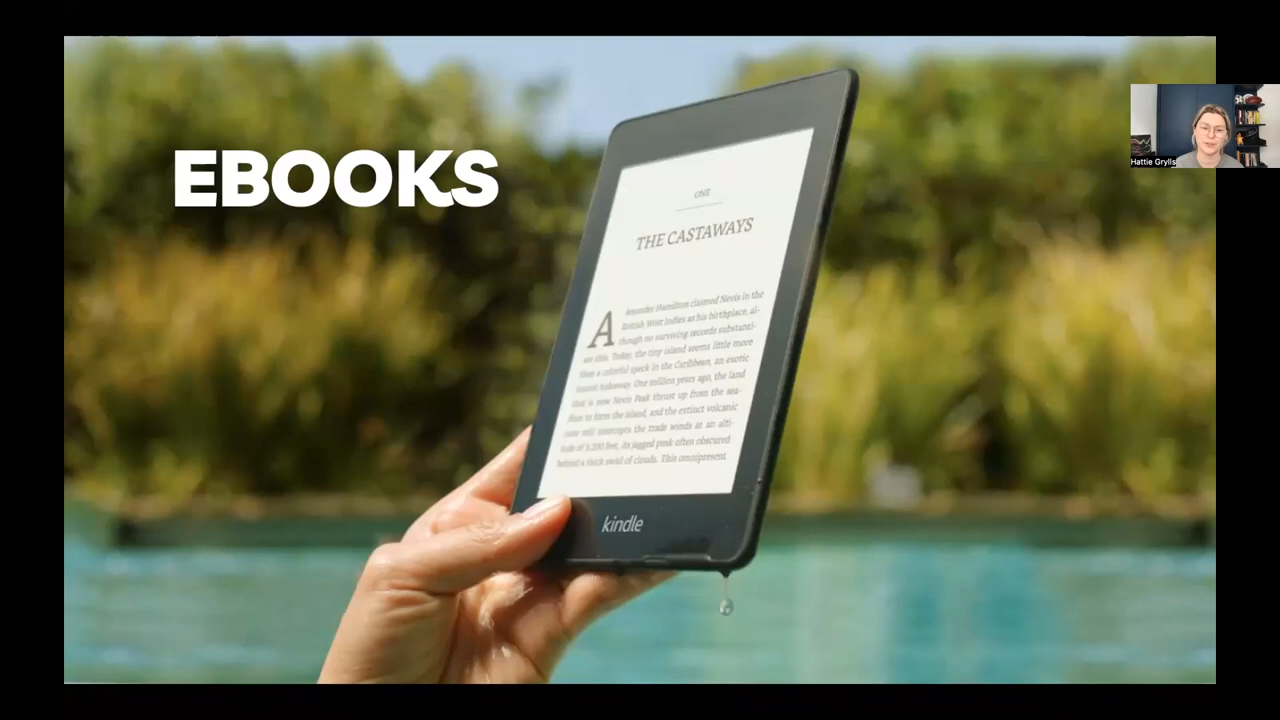 EBOOKS
Hattie Grylls
ONE
THE CASTAWAYS
Alexander Hamilton claimed Nevis in the
British West Indies as his birthplace, al-
though no surviving records substanti-
ate this. Today, the tiny island seems little more
than a colorful speck in the Caribbean, an exotic
tourist hideaway. One million years ago, the land
that is now Nevis Peak thrust up from the sea-
floor to form the island, and the extinct volcanic
cone still intercepts the trade winds at an alti-
tude of 3,200 feet, its jagged peak often obscured
behind a thick swirl of clouds. This omnipresent
kindle